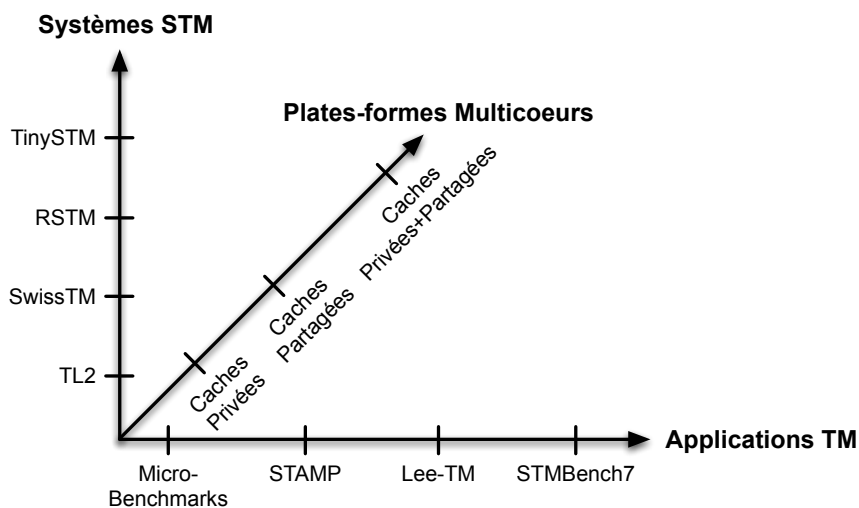 Systèmes STM
Plates-formes Multicoeurs
TinySTM
RSTM
SwissTM
TL2
Caches
Privées
Caches
Partagées
Caches
Privées+Partagées
Applications TM
Micro-
Benchmarks
STAMP
Lee-TM
STMBench7